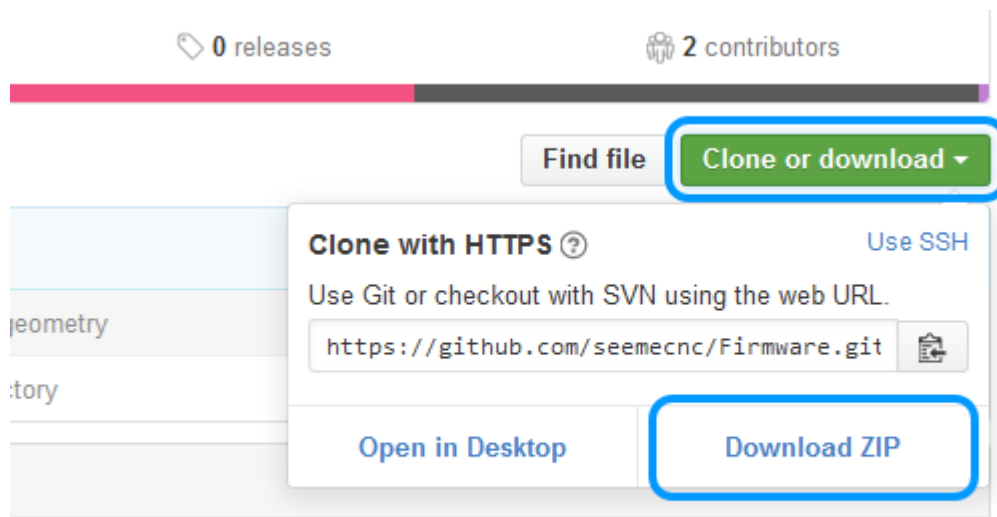 0 releases
2 contributors
Find file
Clone or download
Clone with HTTPS ?
Use SSH
Use Git or checkout with SVN using the web URL.
https://github.com/seemecnc/Firmware.git
geometry
ctory
Open in Desktop
Download ZIP